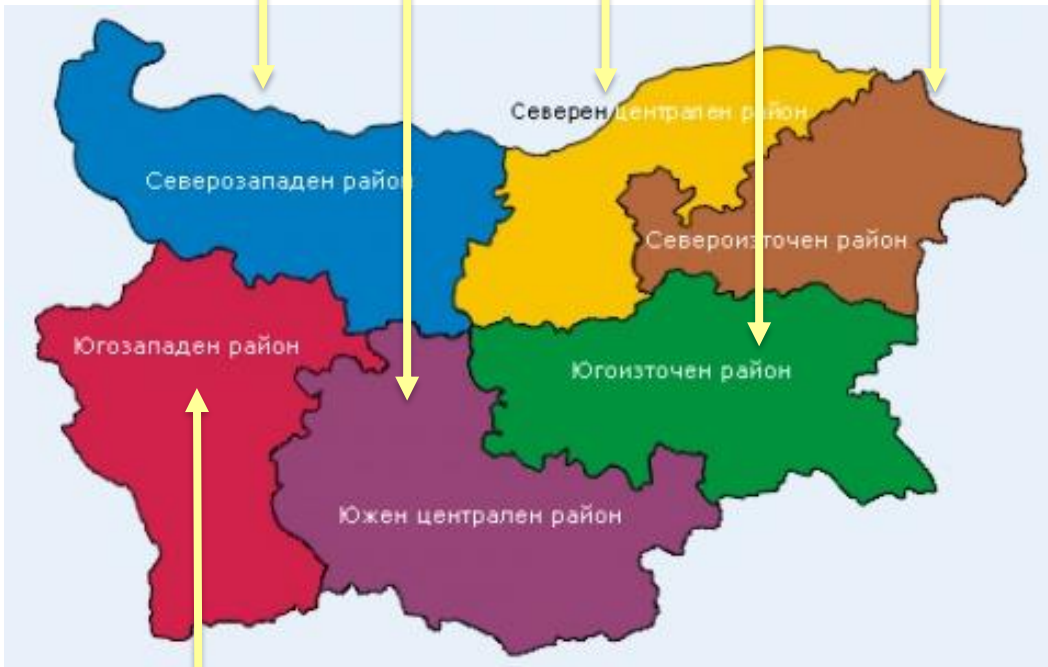 Северен централен район
Северозападен район
Североизточен район
Югозападен район
Югоизточен район
Южен централен район